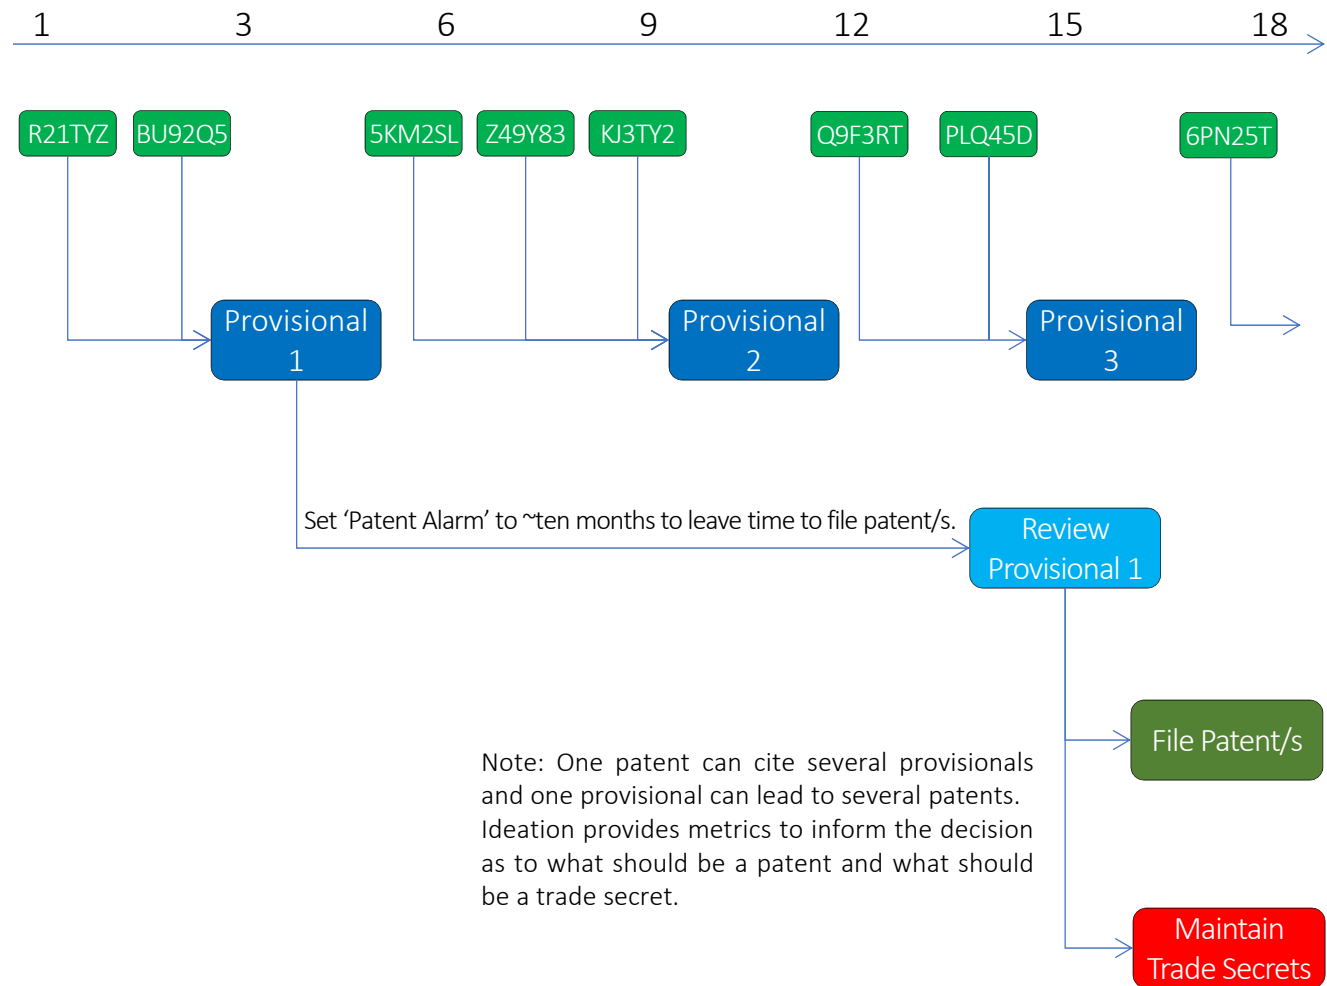 1 3 6 9 12 15 18
R21TYZ BU92Q5 5KM2SL Z49Y83 KJ3TY2 Q9F3RT PLQ45D 6PN25T
Provisional
1
Provisional
2
Provisional
3
Set ‘Patent Alarm’ to ~ten months to leave time to file patent/s.
Review
Provisional 1
File Patent/s
Note: One patent can cite several provisionals
and one provisional can lead to several patents.
Ideation provides metrics to inform the decision
as to what should be a patent and what should
be a trade secret.
Maintain
Trade Secrets